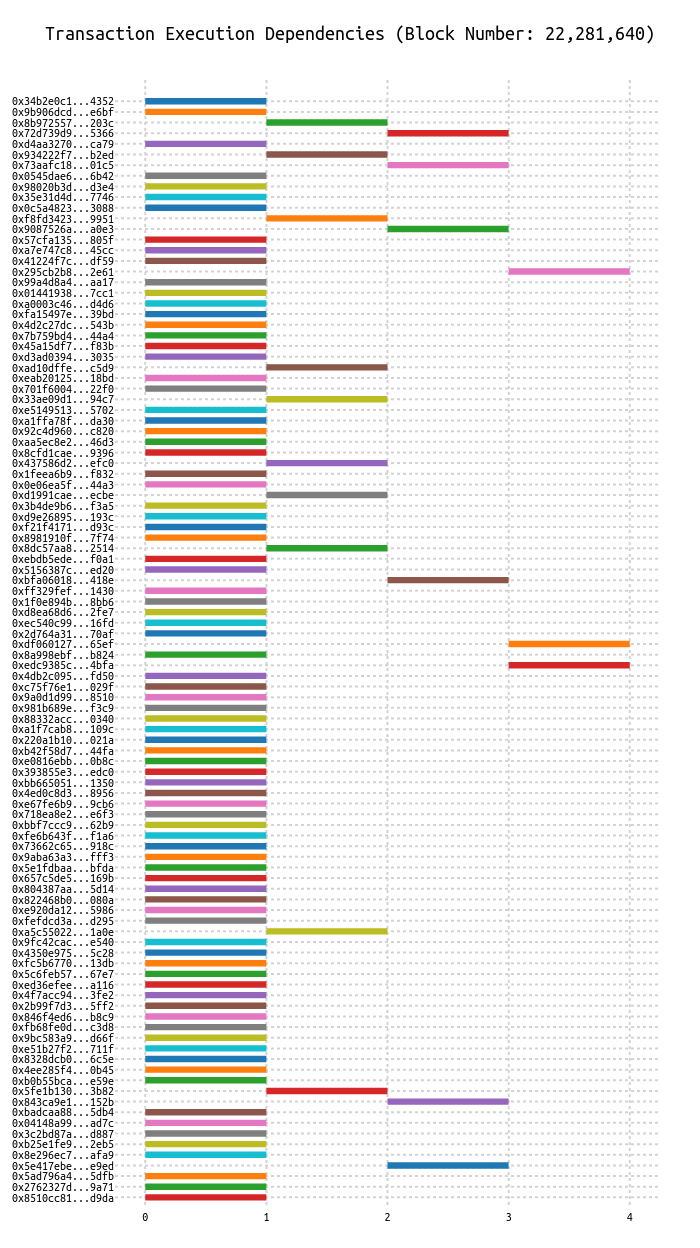 Transaction Execution Dependencies (Block Number: 22,281,640)
0x34b2e0c1...4352
0x9b906dcd...e6bf
0x8b972557...203c
0x72d739d9...5366
0xd4aa3270...ca79
0x934222f7...b2ed
0x73aafc18...01c5
0x0545dae6...6b42
0x98020b3d...d3e4
0x35e31d4d...7746
0x0c5a4823...3088
0xf8fd3423...9951
0x9087526a...a0e3
0x57cfa135...805f
0xa7e747c8...45cc
0x41224f7c...df59
0x295cb2b8...2e61
0x99a4d8a4...aa17
0x01441938...7cc1
0xa0003c46...d4d6
0xfa15497e...39bd
0x4d2c27dc...543b
0x7b759bd4...44a4
0x45a15df7...f83b
0xd3ad0394...3035
0xad10dffe...c5d9
0xeab20125...18bd
0x701f6004...22f0
0x33ae09d1...94c7
0xe5149513...5702
0xa1ffa78f...da30
0x92c4d960...c820
0xaa5ec8e2...46d3
0x8cfd1cae...9396
0x437586d2...efc0
0x1feea6b9...f832
0x0e06ea5f...44a3
0xd1991cae...ecbe
0x3b4de9b6...f3a5
0xd9e26895...193c
0xf21f4171...d93c
0x8981910f...7f74
0x8dc57aa8...2514
0xebdb5ede...f0a1
0x5156387c...ed20
0xbfa06018...418e
0xff329fef...1430
0x1f0e894b...8bb6
0xd8ea68d6...2fe7
0xec540c99...16fd
0x2d764a31...70af
0xdf060127...65ef
0x8a998ebf...b824
0xedc9385c...4bfa
0x4db2c095...fd50
0xc75f76e1...029f
0x9a0d1d99...8510
0x981b689e...f3c9
0x88332acc...0340
0xa1f7cab8...109c
0x220a1b10...021a
0xb42f58d7...44fa
0xe0816ebb...0b8c
0x393855e3...edc0
0xbb665051...1350
0x4ed0c8d3...8956
0xe67fe6b9...9cb6
0x718ea8e2...e6f3
0xbbf7ccc9...62b9
0xfe6b643f...f1a6
0x73662c65...918c
0x9aba63a3...fff3
0x5e1fdbaa...bfda
0x657c5de5...169b
0x804387aa...5d14
0x822468b0...080a
0xe920da12...5986
0xfefdcd3a...d295
0xa5c55022...1a0e
0x9fc42cac...e540
0x4350e975...5c28
0xfc5b6770...13db
0x5c6feb57...67e7
0xed36efee...a116
0x4f7acc94...3fe2
0x2b99f7d3...5ff2
0x846f4ed6...b8c9
0xfb68fe0d...c3d8
0x9bc583a9...d66f
0xe51b27f2...711f
0x8328dcb0...6c5e
0x4ee285f4...0b45
0xb0b55bca...e59e
0x5fe1b130...3b82
0x843ca9e1...152b
0xbadcaa88...5db4
0x04148a99...ad7c
0x3c2bd87a...d887
0xb25e1fe9...2eb5
0x8e296ec7...afa9
0x5e417ebe...e9ed
0x5ad796a4...5dfb
0x2762327d...9a71
0x8510cc81...d9da
0 1 2 3 4